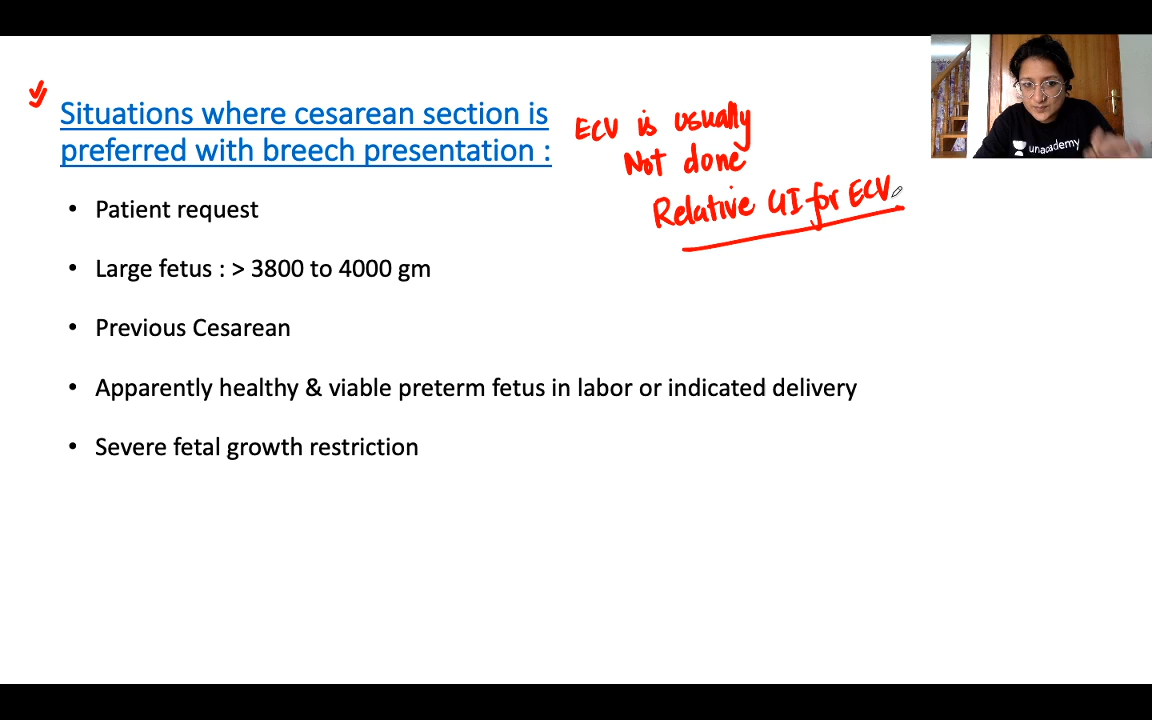 Situations where cesarean section is
preferred with breech presentation :
ECV is usually
Not done
Relative CI for ECV.
• Patient request
• Large fetus : > 3800 to 4000 gm
• Previous Cesarean
• Apparently healthy & viable preterm fetus in labor or indicated delivery
• Severe fetal growth restriction
unacademy